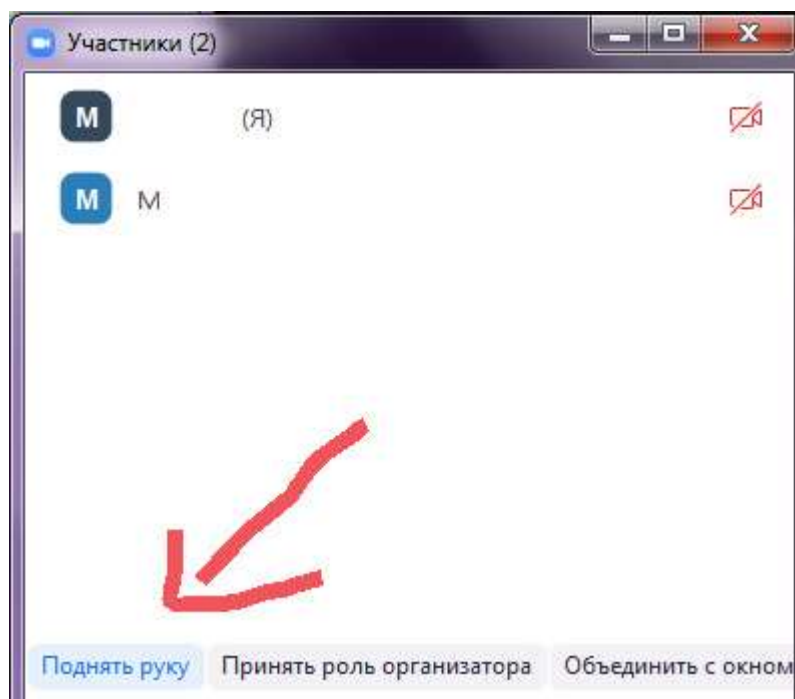 Участники (2)
М (Я)
М М
Поднять руку Принять роль организатора Объединить с окном